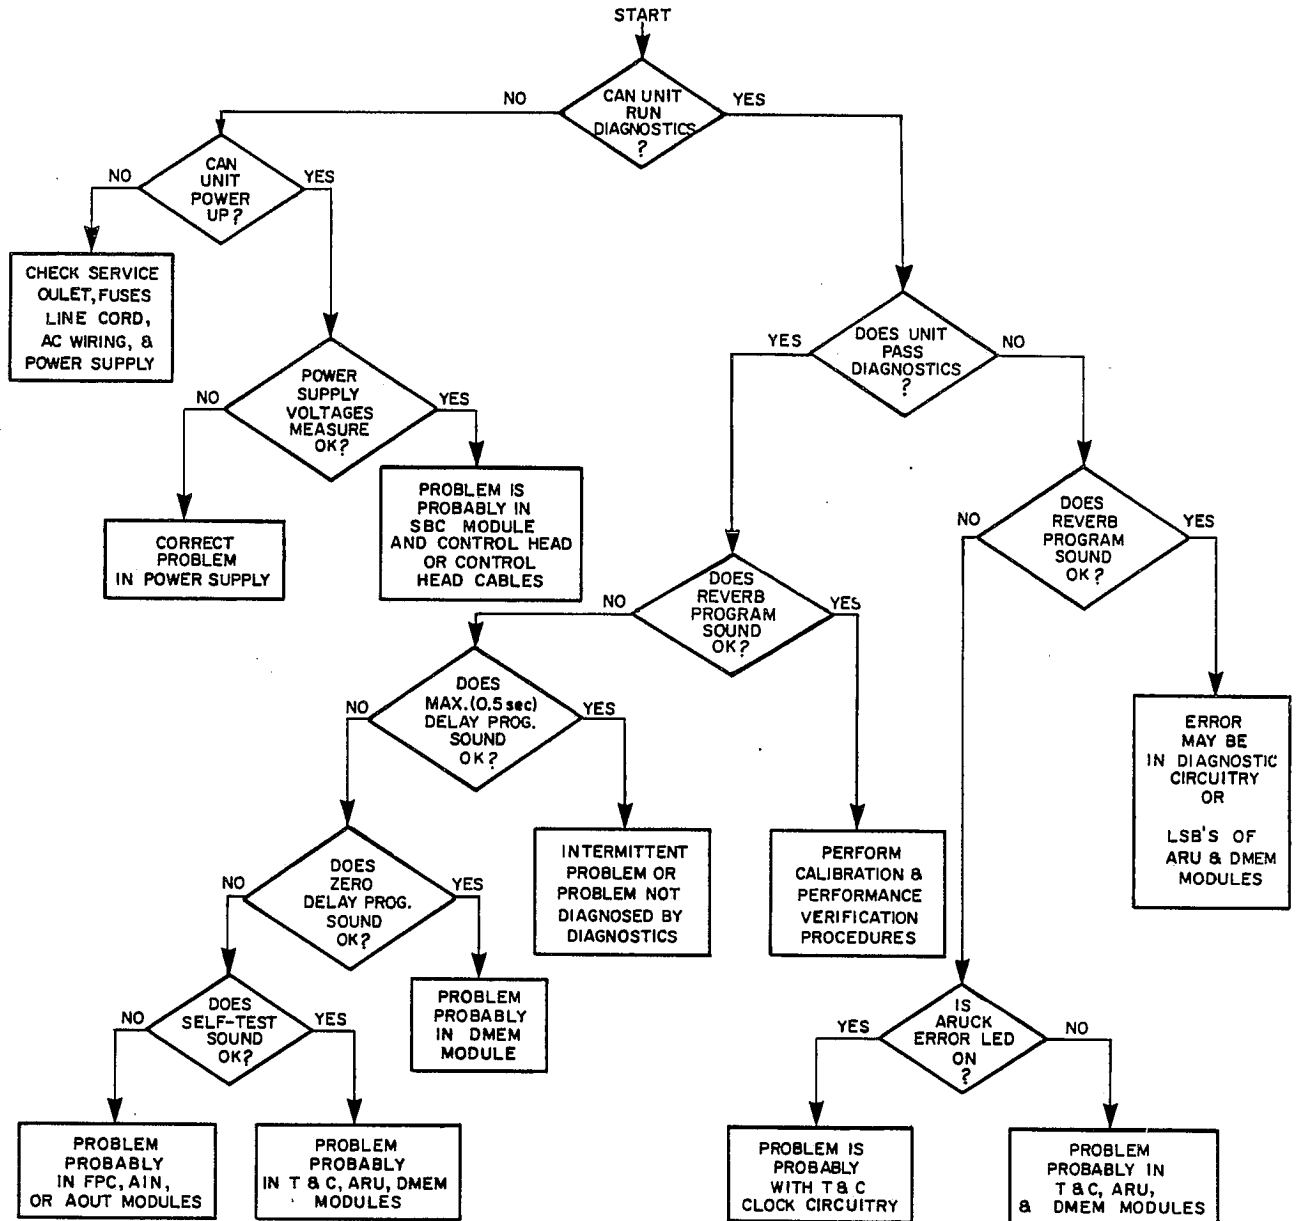 START
CAN UNIT
RUN
DIAGNOSTICS
?
NO
YES
CAN
UNIT
POWER
UP?
NO
YES
CHECK SERVICE
OULET, FUSES
LINE CORD,
AC WIRING, &
POWER SUPPLY
POWER
SUPPLY
VOLTAGES
MEASURE
OK?
NO
YES
CORRECT
PROBLEM
IN POWER SUPPLY
PROBLEM IS
PROBABLY IN
SBC MODULE
AND CONTROL HEAD
OR CONTROL
HEAD CABLES
DOES UNIT
PASS
DIAGNOSTICS
?
YES
NO
DOES
REVERB
PROGRAM
SOUND
OK?
NO
YES
DOES
MAX.(0.5 sec)
DELAY PROG.
SOUND
OK?
NO
YES
DOES
ZERO
DELAY PROG.
SOUND
OK?
NO
YES
INTERMITTENT
PROBLEM OR
PROBLEM NOT
DIAGNOSED BY
DIAGNOSTICS
PERFORM
CALIBRATION &
PERFORMANCE
VERIFICATION
PROCEDURES
DOES
SELF-TEST
SOUND
OK?
NO
YES
PROBLEM
PROBABLY
IN DMEM
MODULE
PROBLEM
PROBABLY
IN FPC, AIN,
OR AOUT MODULES
PROBLEM
PROBABLY
IN T & C, ARU, DMEM
MODULES
DOES
REVERB
PROGRAM
SOUND
OK?
NO
YES
ERROR
MAY BE
IN DIAGNOSTIC
CIRCUITRY
OR
LSB'S OF
ARU & DMEM
MODULES
IS
ARUCK
ERROR LED
ON
?
YES
NO
PROBLEM IS
PROBABLY
WITH T & C
CLOCK CIRCUITRY
PROBLEM
PROBABLY IN
T & C, ARU,
& DMEM MODULES